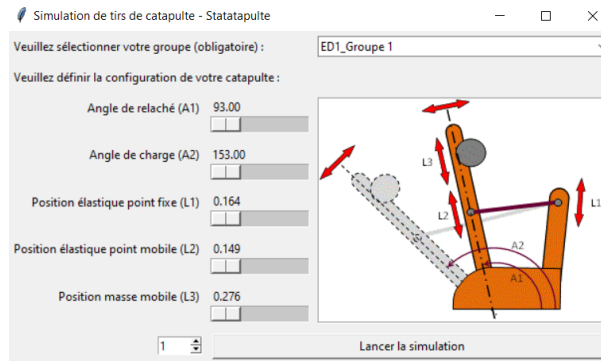 Simulation de tirs de catapulte - Statatapulte
Veuillez sélectionner votre groupe (obligatoire) :
ED1_Groupe 1
Veuillez définir la configuration de votre catapulte :
Angle de relaché (A1) 93.00
Angle de charge (A2) 153.00
Position élastique point fixe (L1) 0.164
Position élastique point mobile (L2) 0.149
Position masse mobile (L3) 0.276
L3
L2
L1
A2
A1
1
Lancer la simulation